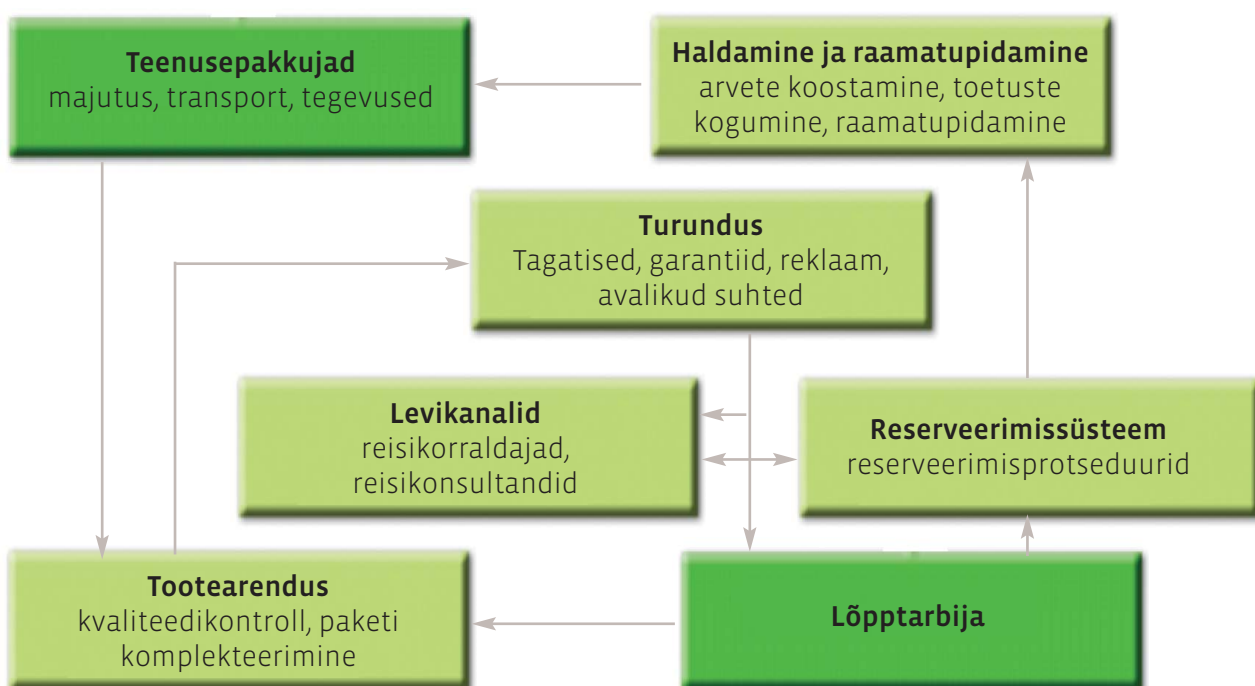 Teenusepakkujad
majutus, transport, tegevused
Haldamine ja raamatupidamine
arvete koostamine, toetuste
kogumine, raamatupidamine
Turundus
Tagatised, garantiid, reklaam,
avalikud suhted
Levikanalid
reisikorraldajad,
reisikonsultandid
Reserveerimissüsteem
reserveerimisprotseduurid
Tootearendus
kvaliteedikontroll, paketi
komplekteerimine
Lõpptarbija